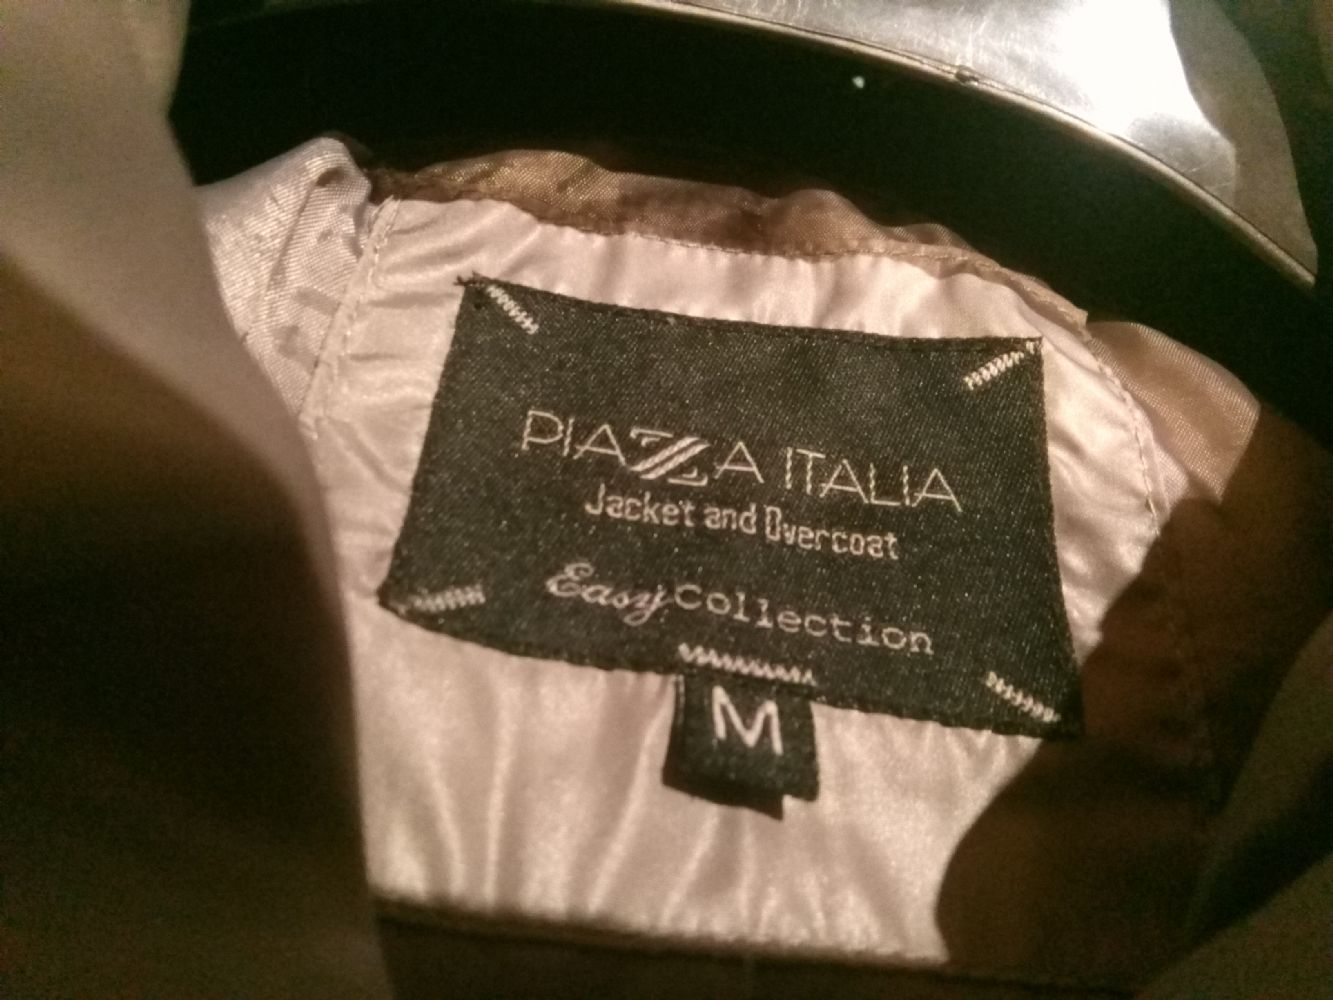 PIAZZA ITALIA
Jacket and Overcoat
Easy Collection
M